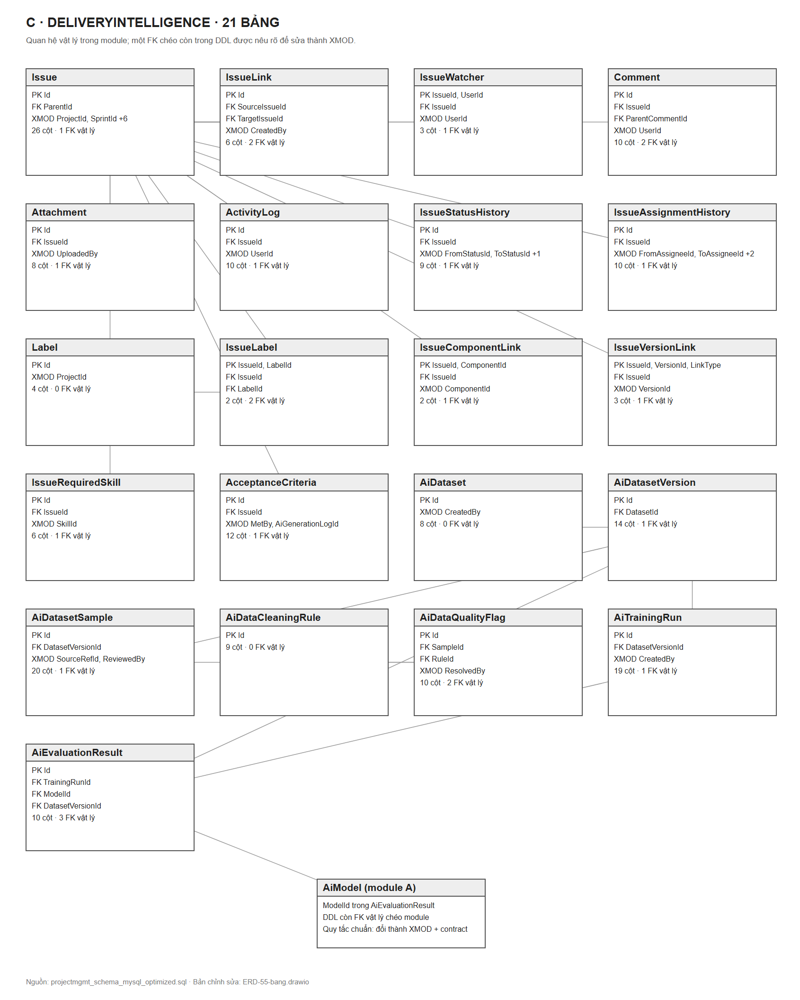 C · DELIVERYINTELLIGENCE · 21 BẢNG
Quan hệ vật lý trong module; một FK chéo còn trong DDL được nêu rõ để sửa thành XMOD.
Issue
PK Id
FK ParentId
XMOD ProjectId, SprintId +6
26 cột · 1 FK vật lý
IssueLink
PK Id
FK SourceIssueId
FK TargetIssueId
XMOD CreatedBy
6 cột · 2 FK vật lý
IssueWatcher
PK IssueId, UserId
FK IssueId
XMOD UserId
3 cột · 1 FK vật lý
Comment
PK Id
FK IssueId
FK ParentCommentId
XMOD UserId
10 cột · 2 FK vật lý
Attachment
PK Id
FK IssueId
XMOD UploadedBy
8 cột · 1 FK vật lý
ActivityLog
PK Id
FK IssueId
XMOD UserId
10 cột · 1 FK vật lý
IssueStatusHistory
PK Id
FK IssueId
XMOD FromStatusId, ToStatusId +1
9 cột · 1 FK vật lý
IssueAssignmentHistory
PK Id
FK IssueId
XMOD FromAssigneeId, ToAssigneeId +2
10 cột · 1 FK vật lý
Label
PK Id
XMOD ProjectId
4 cột · 0 FK vật lý
IssueLabel
PK IssueId, LabelId
FK IssueId
FK LabelId
2 cột · 2 FK vật lý
IssueComponentLink
PK IssueId, ComponentId
FK IssueId
XMOD ComponentId
2 cột · 1 FK vật lý
IssueVersionLink
PK IssueId, VersionId, LinkType
FK IssueId
XMOD VersionId
3 cột · 1 FK vật lý
IssueRequiredSkill
PK Id
FK IssueId
XMOD SkillId
6 cột · 1 FK vật lý
AcceptanceCriteria
PK Id
FK IssueId
XMOD MetBy, AiGenerationLogId
12 cột · 1 FK vật lý
AiDataset
PK Id
XMOD CreatedBy
8 cột · 0 FK vật lý
AiDatasetVersion
PK Id
FK DatasetId
14 cột · 1 FK vật lý
AiDatasetSample
PK Id
FK DatasetVersionId
XMOD SourceRefId, ReviewedBy
20 cột · 1 FK vật lý
AiDataCleaningRule
PK Id
9 cột · 0 FK vật lý
AiDataQualityFlag
PK Id
FK SampleId
FK RuleId
XMOD ResolvedBy
10 cột · 2 FK vật lý
AiTrainingRun
PK Id
FK DatasetVersionId
XMOD CreatedBy
19 cột · 1 FK vật lý
AiEvaluationResult
PK Id
FK TrainingRunId
FK ModelId
FK DatasetVersionId
10 cột · 3 FK vật lý
AiModel (module A)
ModelId trong AiEvaluationResult
DDL còn FK vật lý chéo module
Quy tắc chuẩn: đổi thành XMOD + contract
Nguồn: projectmgmt_schema_mysql_optimized.sql · Bản chỉnh sửa: ERD-55-bang.drawio